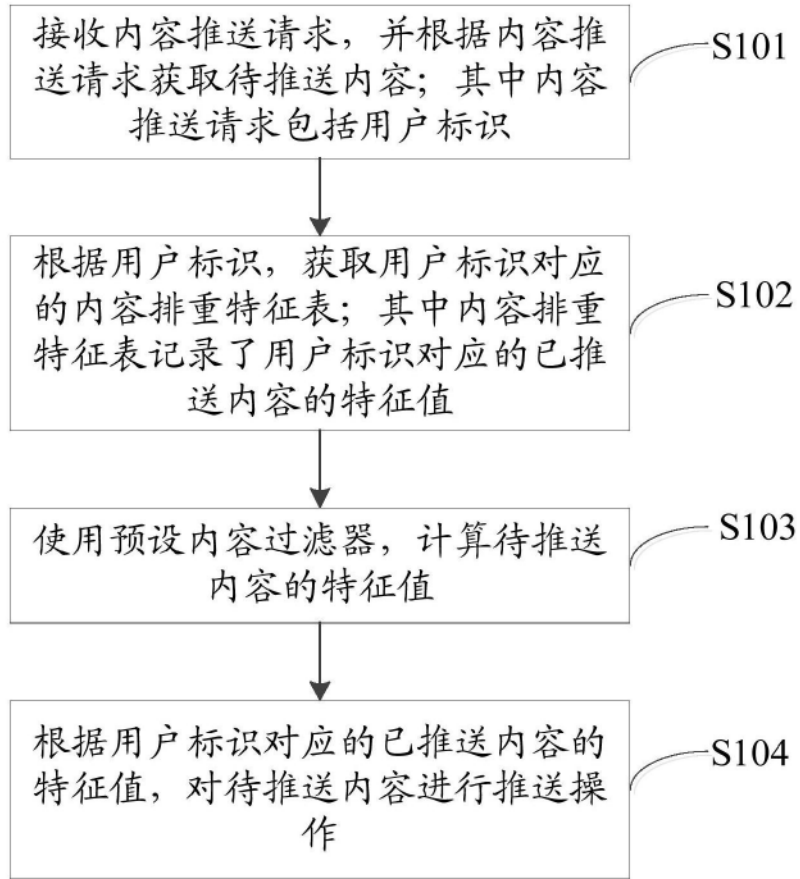 接收内容推送请求，并根据内容推
送请求获取待推送内容；其中内容
推送请求包括用户标识
S101
根据用户标识，获取用户标识对应
的内容排重特征表；其中内容排重
特征表记录了用户标识对应的已推
送内容的特征值
S102
使用预设内容过滤器，计算待推送
内容的特征值
S103
根据用户标识对应的已推送内容的
特征值，对待推送内容进行推送操
作
S104